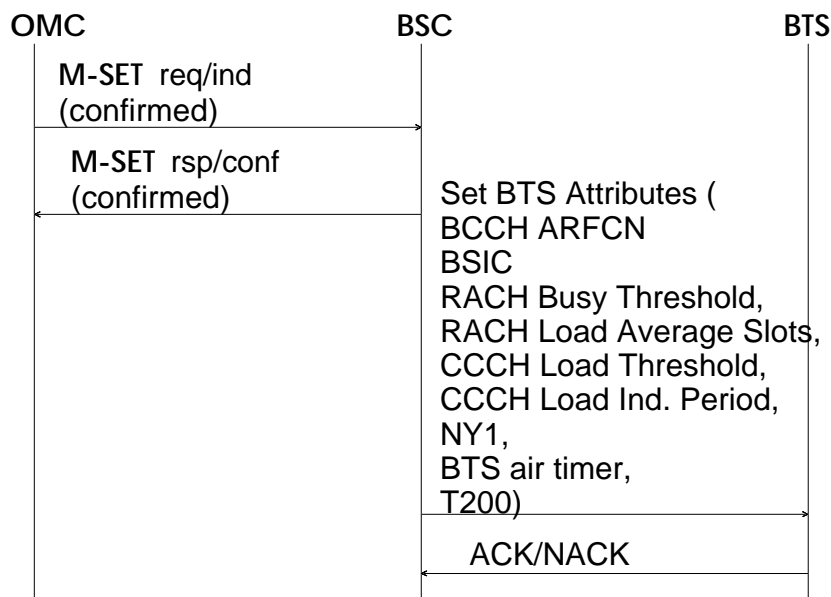 OMC BSC BTS
M-SET req/ind
(confirmed)
M-SET rsp/conf
(confirmed)
Set BTS Attributes (
BCCH ARFCN
BSIC
RACH Busy Threshold,
RACH Load Average Slots,
CCCH Load Threshold,
CCCH Load Ind. Period,
NY1,
BTS air timer,
T200)
ACK/NACK